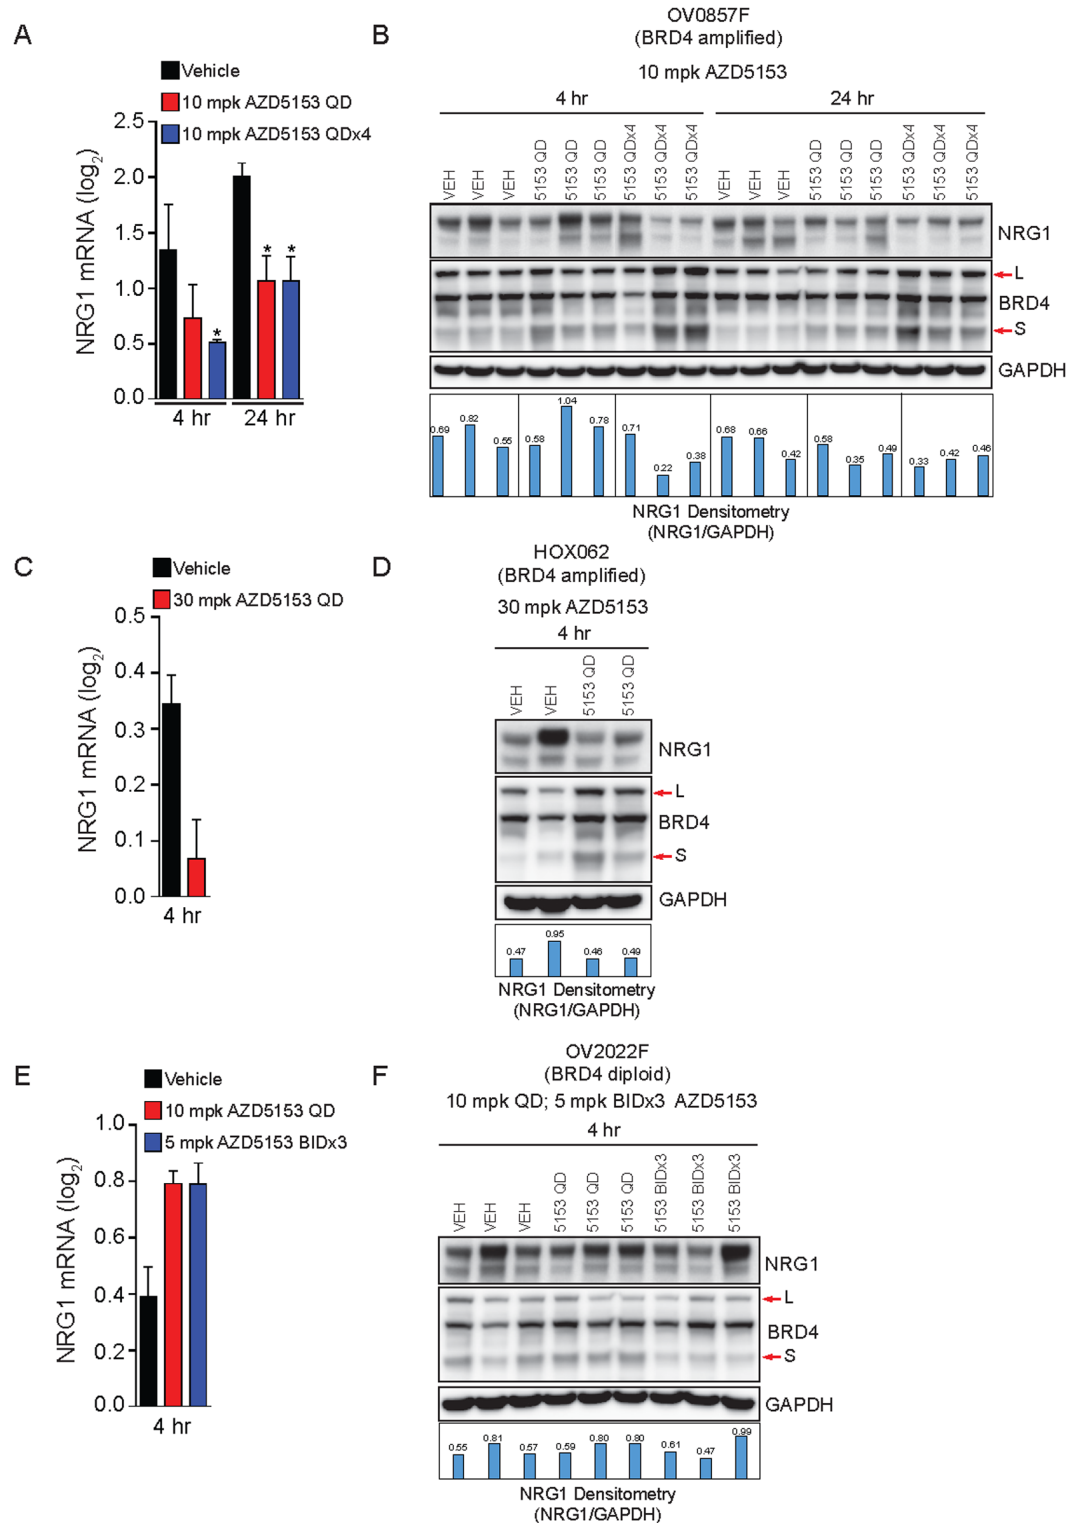 A
Vehicle
10 mpk AZD5153 QD
10 mpk AZD5153 QDx4
NRG1 mRNA (log2)
2.5
2.0
1.5
1.0
0.5
0.0
4 hr
24 hr
B
OV0857F
(BRD4 amplified)
10 mpk AZD5153
4 hr
24 hr
VEH
VEH
VEH
5153 QD
5153 QD
5153 QD
5153 QDx4
5153 QDx4
5153 QDx4
VEH
VEH
VEH
5153 QD
5153 QD
5153 QD
5153 QDx4
5153 QDx4
5153 QDx4
NRG1
L
BRD4
S
GAPDH
0.69 0.82 0.55 0.58 1.04 0.78 0.71 0.22 0.38 0.68 0.66 0.42 0.58 0.35 0.49 0.33 0.42 0.46
NRG1 Densitometry
(NRG1/GAPDH)
* * *
C
Vehicle
30 mpk AZD5153 QD
NRG1 mRNA (log2)
0.5
0.4
0.3
0.2
0.1
0.0
4 hr
D
HOX062
(BRD4 amplified)
30 mpk AZD5153
4 hr
VEH
VEH
5153 QD
5153 QD
NRG1
L
BRD4
S
GAPDH
0.47 0.95 0.46 0.49
NRG1 Densitometry
(NRG1/GAPDH)
E
Vehicle
10 mpk AZD5153 QD
5 mpk AZD5153 BIDx3
NRG1 mRNA (log2)
1.0
0.8
0.6
0.4
0.2
0.0
4 hr
F
OV2022F
(BRD4 diploid)
10 mpk QD; 5 mpk BIDx3 AZD5153
4 hr
VEH
VEH
VEH
5153 QD
5153 QD
5153 QD
5153 BIDx3
5153 BIDx3
5153 BIDx3
NRG1
L
BRD4
S
GAPDH
0.55 0.81 0.57 0.59 0.80 0.80 0.61 0.47 0.99
NRG1 Densitometry
(NRG1/GAPDH)